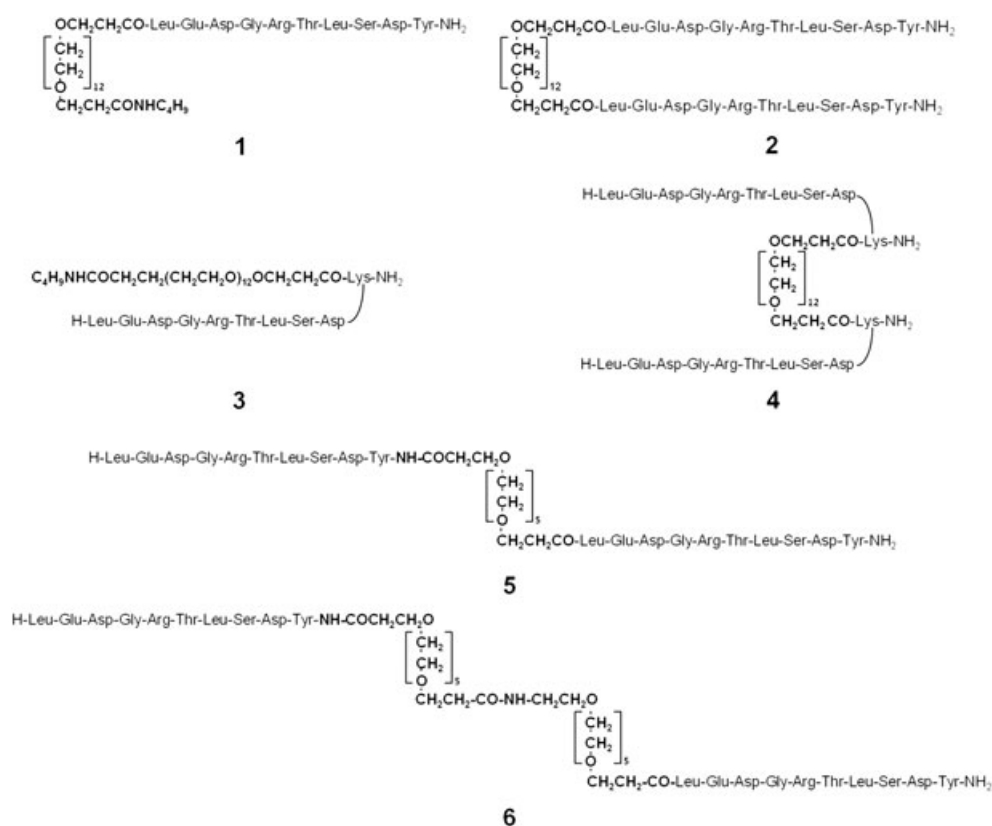 OCH₂CH₂CO-Leu-Glu-Asp-Gly-Arg-Thr-Leu-Ser-Asp-Tyr-NH₂
CH₂
CH₂
O
12
CH₂CH₂CONHC₄H₉
1
OCH₂CH₂CO-Leu-Glu-Asp-Gly-Arg-Thr-Leu-Ser-Asp-Tyr-NH₂
CH₂
CH₂
O
12
CH₂CH₂CO-Leu-Glu-Asp-Gly-Arg-Thr-Leu-Ser-Asp-Tyr-NH₂
2
C₄H₉NHCOCH₂CH₂(CH₂CH₂O)₁₂OCH₂CH₂CO-Lys-NH₂
H-Leu-Glu-Asp-Gly-Arg-Thr-Leu-Ser-Asp
3
H-Leu-Glu-Asp-Gly-Arg-Thr-Leu-Ser-Asp
OCH₂CH₂CO-Lys-NH₂
CH₂
CH₂
O
12
CH₂CH₂CO-Lys-NH₂
H-Leu-Glu-Asp-Gly-Arg-Thr-Leu-Ser-Asp
4
H-Leu-Glu-Asp-Gly-Arg-Thr-Leu-Ser-Asp-Tyr-NH-COCH₂CH₂O
CH₂
CH₂
O
5
CH₂CH₂CO-Leu-Glu-Asp-Gly-Arg-Thr-Leu-Ser-Asp-Tyr-NH₂
5
H-Leu-Glu-Asp-Gly-Arg-Thr-Leu-Ser-Asp-Tyr-NH-COCH₂CH₂O
CH₂
CH₂
O
5
CH₂CH₂-CO-NH-CH₂CH₂O
CH₂
CH₂
O
5
CH₂CH₂-CO-Leu-Glu-Asp-Gly-Arg-Thr-Leu-Ser-Asp-Tyr-NH₂
6